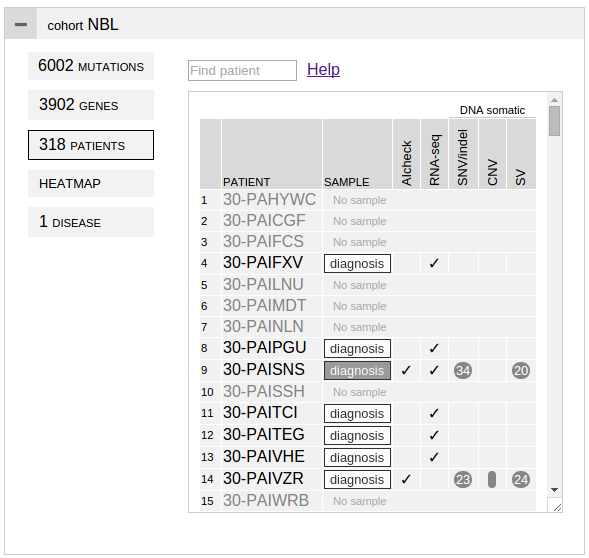 cohort NBL
6002 MUTATIONS
3902 GENES
318 PATIENTS
HEATMAP
1 DISEASE
Find patient Help
DNA somatic
PATIENT SAMPLE AIcheck RNA-seq SNV/indel CNV SV
1 30-PAHYWC No sample
2 30-PAICGF No sample
3 30-PAIFCS No sample
4 30-PAIFXV diagnosis ✓
5 30-PAILNU No sample
6 30-PAIMDT No sample
7 30-PAINLN No sample
8 30-PAIPGU diagnosis ✓
9 30-PAISNS diagnosis ✓ ✓ 34 20
10 30-PAISSH No sample
11 30-PAITCI diagnosis ✓
12 30-PAITEG diagnosis ✓
13 30-PAIVHE diagnosis ✓
14 30-PAIVZR diagnosis ✓ 23 24
15 30-PAIWRB No sample